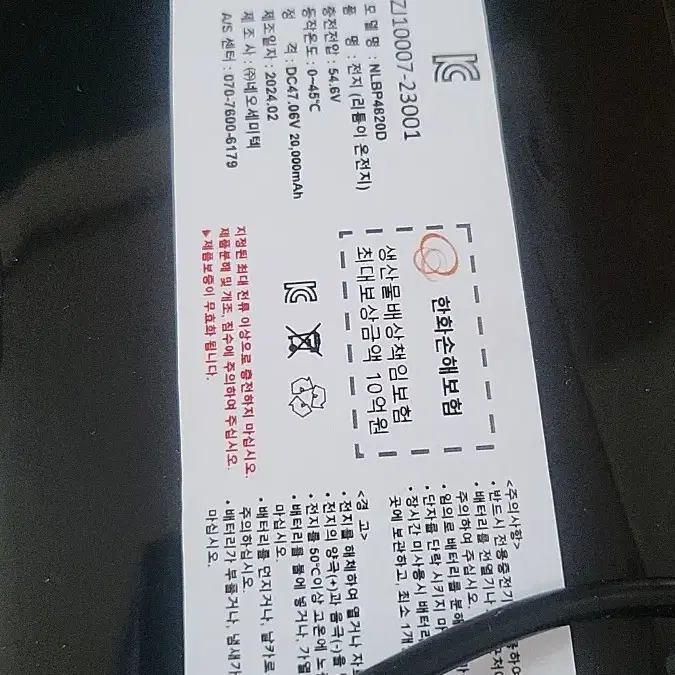 ZJ10007-23001
모델명 : NLBP4820D
품 명 : 전지 (리튬이온전지)
충전전압 : 54.6V
동작온도 : 0~45℃
정 격 : DC47.06V 20,000mAh
제조일자 : 2024.02
제조사 : ㈜네오세미텍
A/S 센터 : 070-7600-6179
한화손해보험
생산물배상책임보험
최대보상금액 10억원
지정된 최대 전류 이상으로 충전하지 마십시오.
제품분해 및 개조, 침수에 주의하여 주십시오.
▶제품보증이 무효화 됩니다.
<주의사항>
• 반드시 전용충전기
• 배터리를 전열기나
주의하여 주십시오.
• 임의로 배터리를 분해
• 단자를 단락 시키지 마
• 장시간 미사용시 배터리
곳에 보관하고, 최소 1개
<경 고>
• 전지를 해체하여 열거나
• 전지의 양극(+)과 음극(-)을
• 전지를 50℃이상 고온에
• 배터리를 불에 넣거나, 가열
마십시오.
• 배터리를 던지거나, 날카로
주의하십시오.
• 배터리가 부풀거나, 냄새가
마십시오.